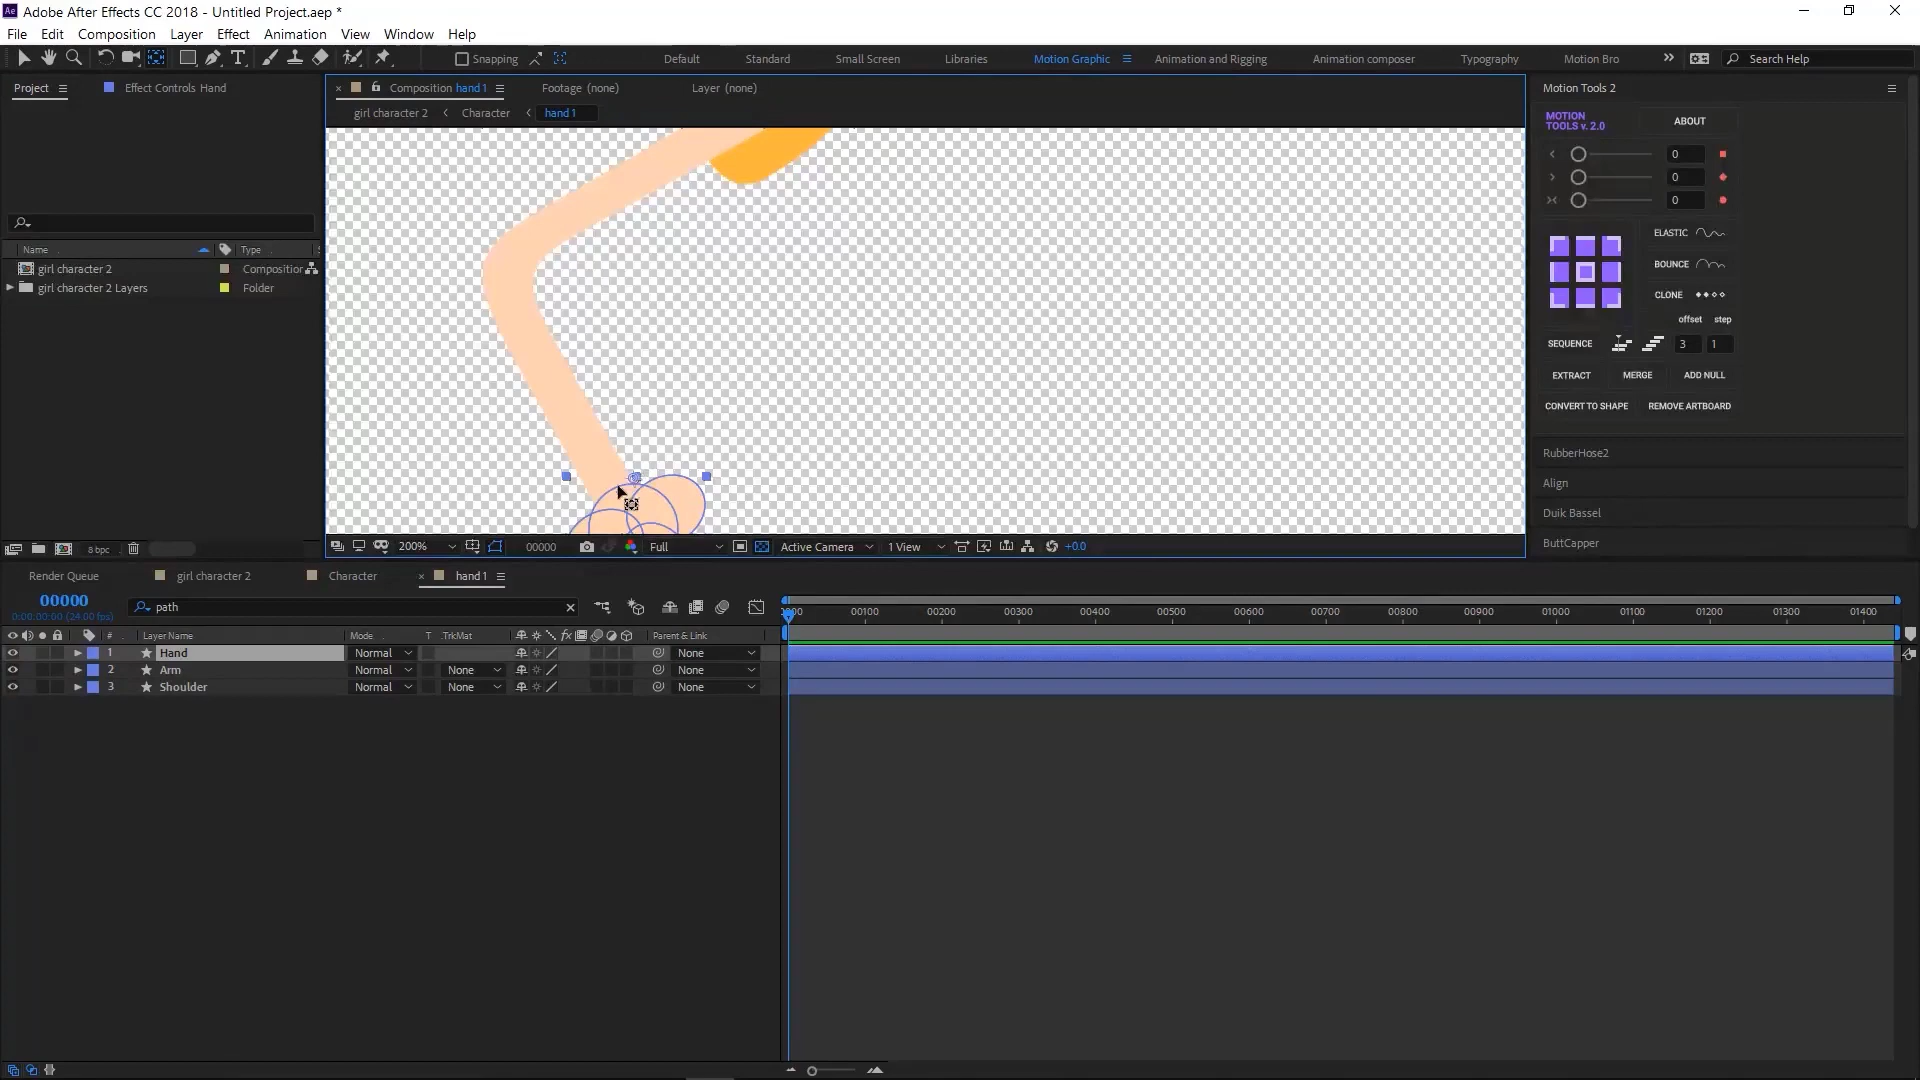 Ae Adobe After Effects CC 2018 - Untitled Project.aep *
File Edit Composition Layer Effect Animation View Window Help
Snapping Default Standard Small Screen Libraries Motion Graphic Animation and Rigging Animation composer Typography Motion Bro Search Help
Project Effect Controls Hand
Composition hand1 Footage (none) Layer (none)
girl character 2 Character hand1
Name Type
girl character 2 Composition
girl character 2 Layers Folder
8 bpc
200% 00000 Full Active Camera 1 View +0.0
Motion Tools 2
MOTION
TOOLS v. 2.0
ABOUT
0
0
0
ELASTIC
BOUNCE
CLONE
offset step
SEQUENCE 3 1
EXTRACT MERGE ADD NULL
CONVERT TO SHAPE REMOVE ARTBOARD
RubberHose2
Align
Duik Bassel
ButtCapper
Render Queue girl character 2 Character hand1
00000
0:00:00:00 (24.00 fps)
path
00100 00200 00300 00400 00500 00600 00700 00800 00900 01000 01100 01200 01300 01400
# Layer Name Mode T .TrkMat fx Parent & Link
1 Hand Normal None
2 Arm Normal None None
3 Shoulder Normal None None